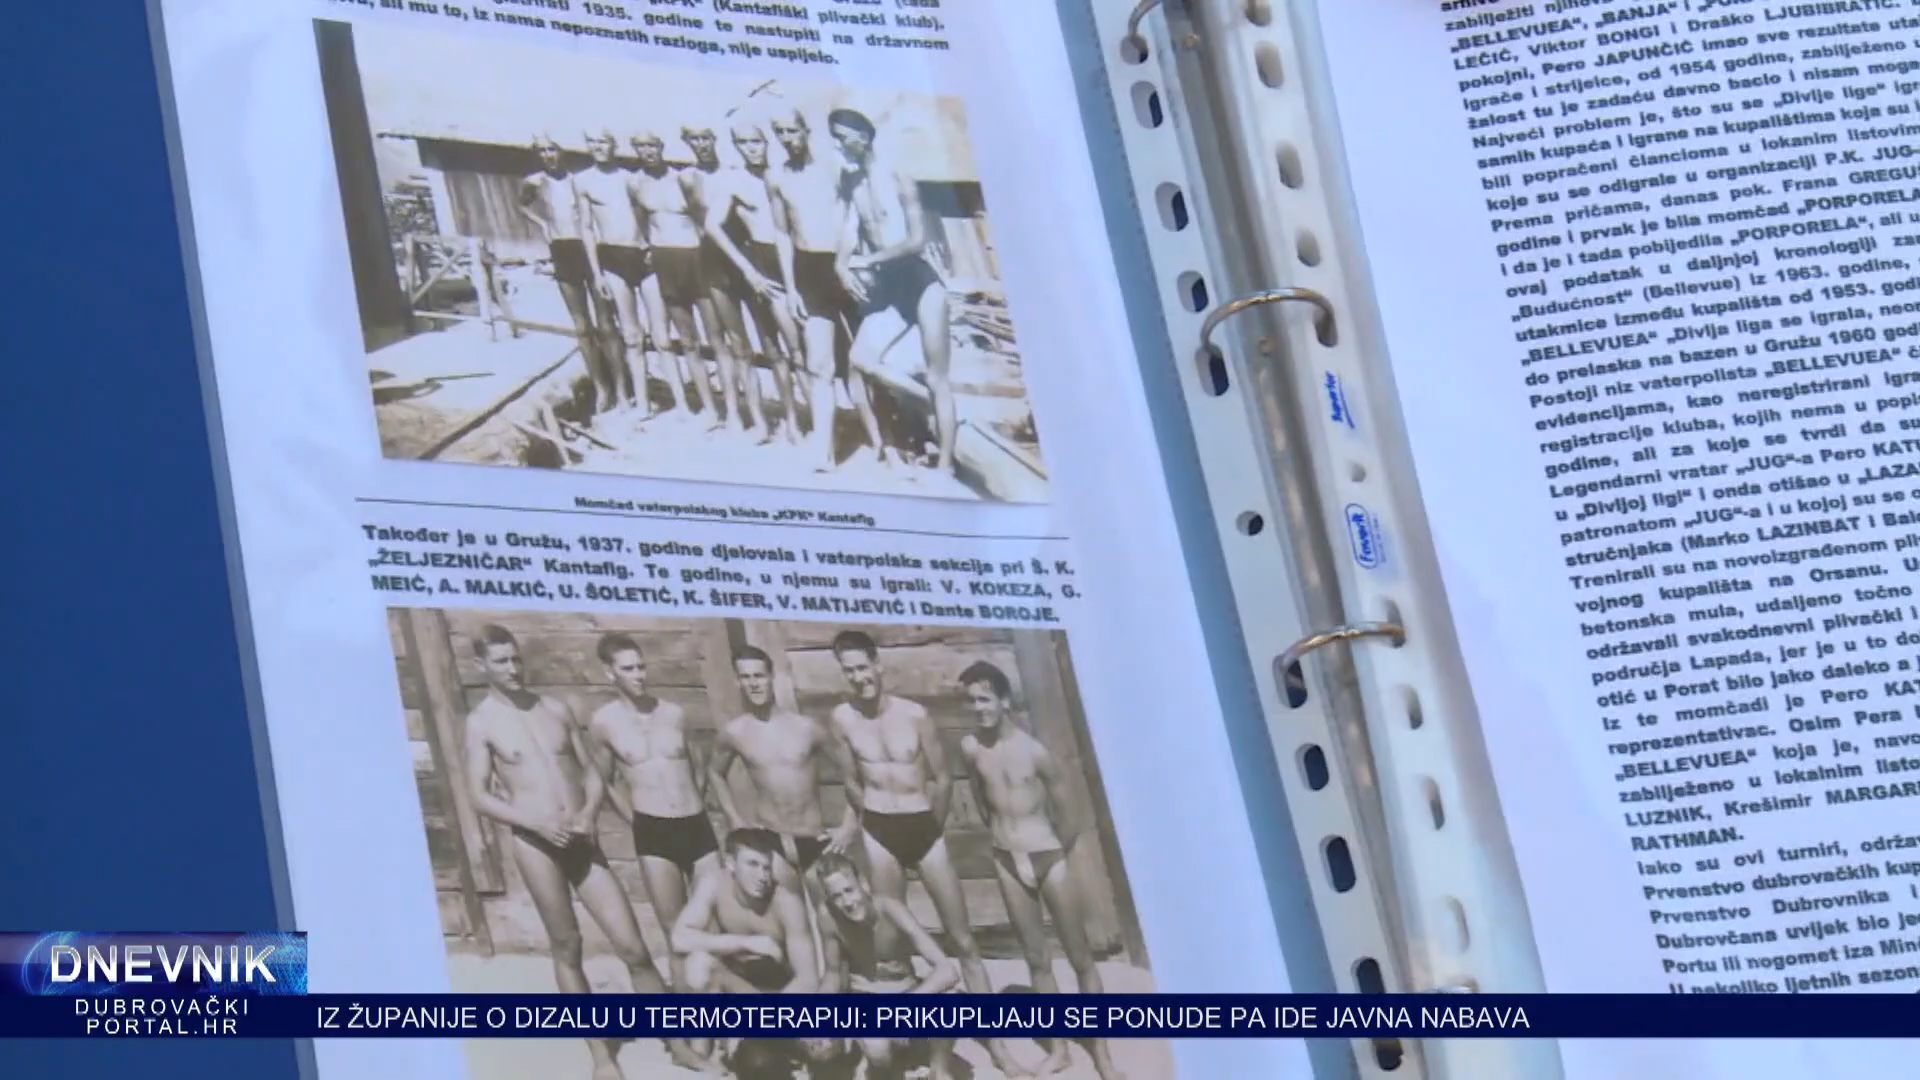 registrirati 1935. godine te nastupiti na državnom
ali mu to, iz nama nepoznatih razloga, nije uspjelo.
Momčad vaterpolskog kluba „KPK“ Kantafig
Također je u Gružu, 1937. godine djelovala i vaterpolska sekcija pri Š. K.
„ŽELJEZNIČAR“ Kantafig. Te godine, u njemu su igrali: V. KOKEZA, G.
MEIĆ, A. MALKIĆ, U. ŠOLETIĆ, K. ŠIFER, V. MATIJEVIĆ i Dante BOROJE.
Favorit
zabilježiti
„BELLEVUEA“, „BANJA“ i
LEČIĆ, Viktor BONGI i Draško LJUBIBRATIĆ.
pokojni, Pero JAPUNČIĆ imao sve rezultate
igrače i strijelce, od 1954 godine, zabilježeno
žalost tu je zadaću davno bacio i nisam
Najveći problem je, što su se „Divlje lige“
samih kupaća i igrane na kupalištima koja su
bili popraćeni člancioma u lokanim listovim
koje su se odigrale u organizaciji P.K. JUG-
Prema pričama, danas pok. Frana
godine i prvak je bila momčad „PORPORELA“, ali
i da je i tada pobijedila „PORPORELA“,
ovaj podatak u daljnjoj kronologiji
„Budućnost“ (Bellevue) iz 1963. godine,
utakmice između kupališta od 1953.
„BELLEVUEA“ „Divlja liga se igrala,
do prelaska na bazen u Gružu 1960
Postoji niz vaterpolista „BELLEVUEA“
evidencijama, kao neregistrirani
registracije kluba, kojih nema u
godine, ali za koje se tvrdi da
Legendarni vratar „JUG“-a Pero
u „Divljoj ligi“ i onda otišao u
patronatom „JUG“-a i u kojoj su se
stručnjaka (Marko LAZINBAT i
Trenirali su na novoizgrađenom
vojnog kupališta na Orsanu.
betonska mula, udaljeno točno
održavali svakodnevni plivački i
područja Lapada, jer je u to
otić u Porat bilo jako daleko a
Iz te momčadi je Pero
reprezentativac. Osim Pera
„BELLEVUEA“ koja je,
zabilježeno u lokalnim
LUZNIK, Krešimir
RATHMAN.
Iako su ovi turniri,
Prvenstvo dubrovačkih
Prvenstvo Dubrovnika i
Dubrovčana uvijek bio
Portu ili nogomet iza
U nekoliko ljetnih
DNEVNIK
DUBROVAČKI
PORTAL.HR
IZ ŽUPANIJE O DIZALU U TERMOTERAPIJI: PRIKUPLJAJU SE PONUDE PA IDE JAVNA NABAVA